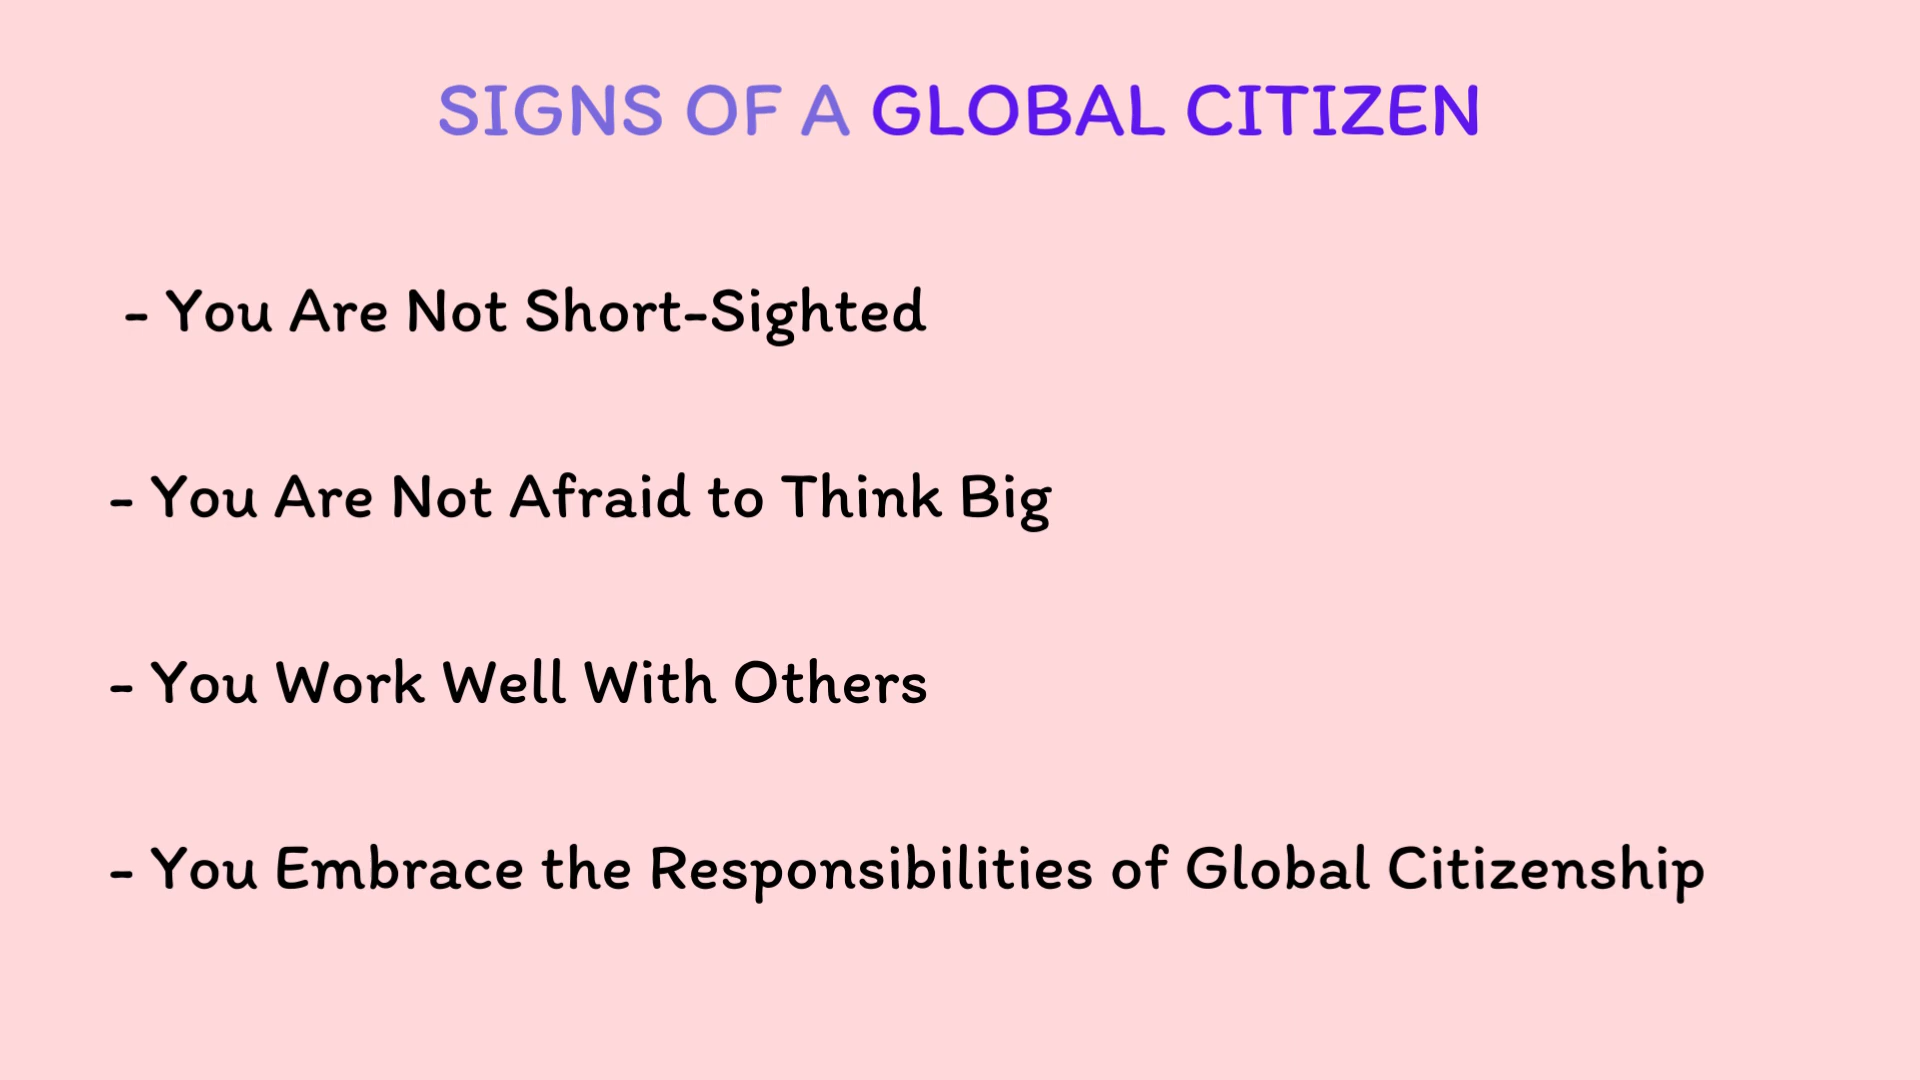 SIGNS OF A GLOBAL CITIZEN
- You Are Not Short-Sighted
- You Are Not Afraid to Think Big
- You Work Well With Others
- You Embrace the Responsibilities of Global Citizenship